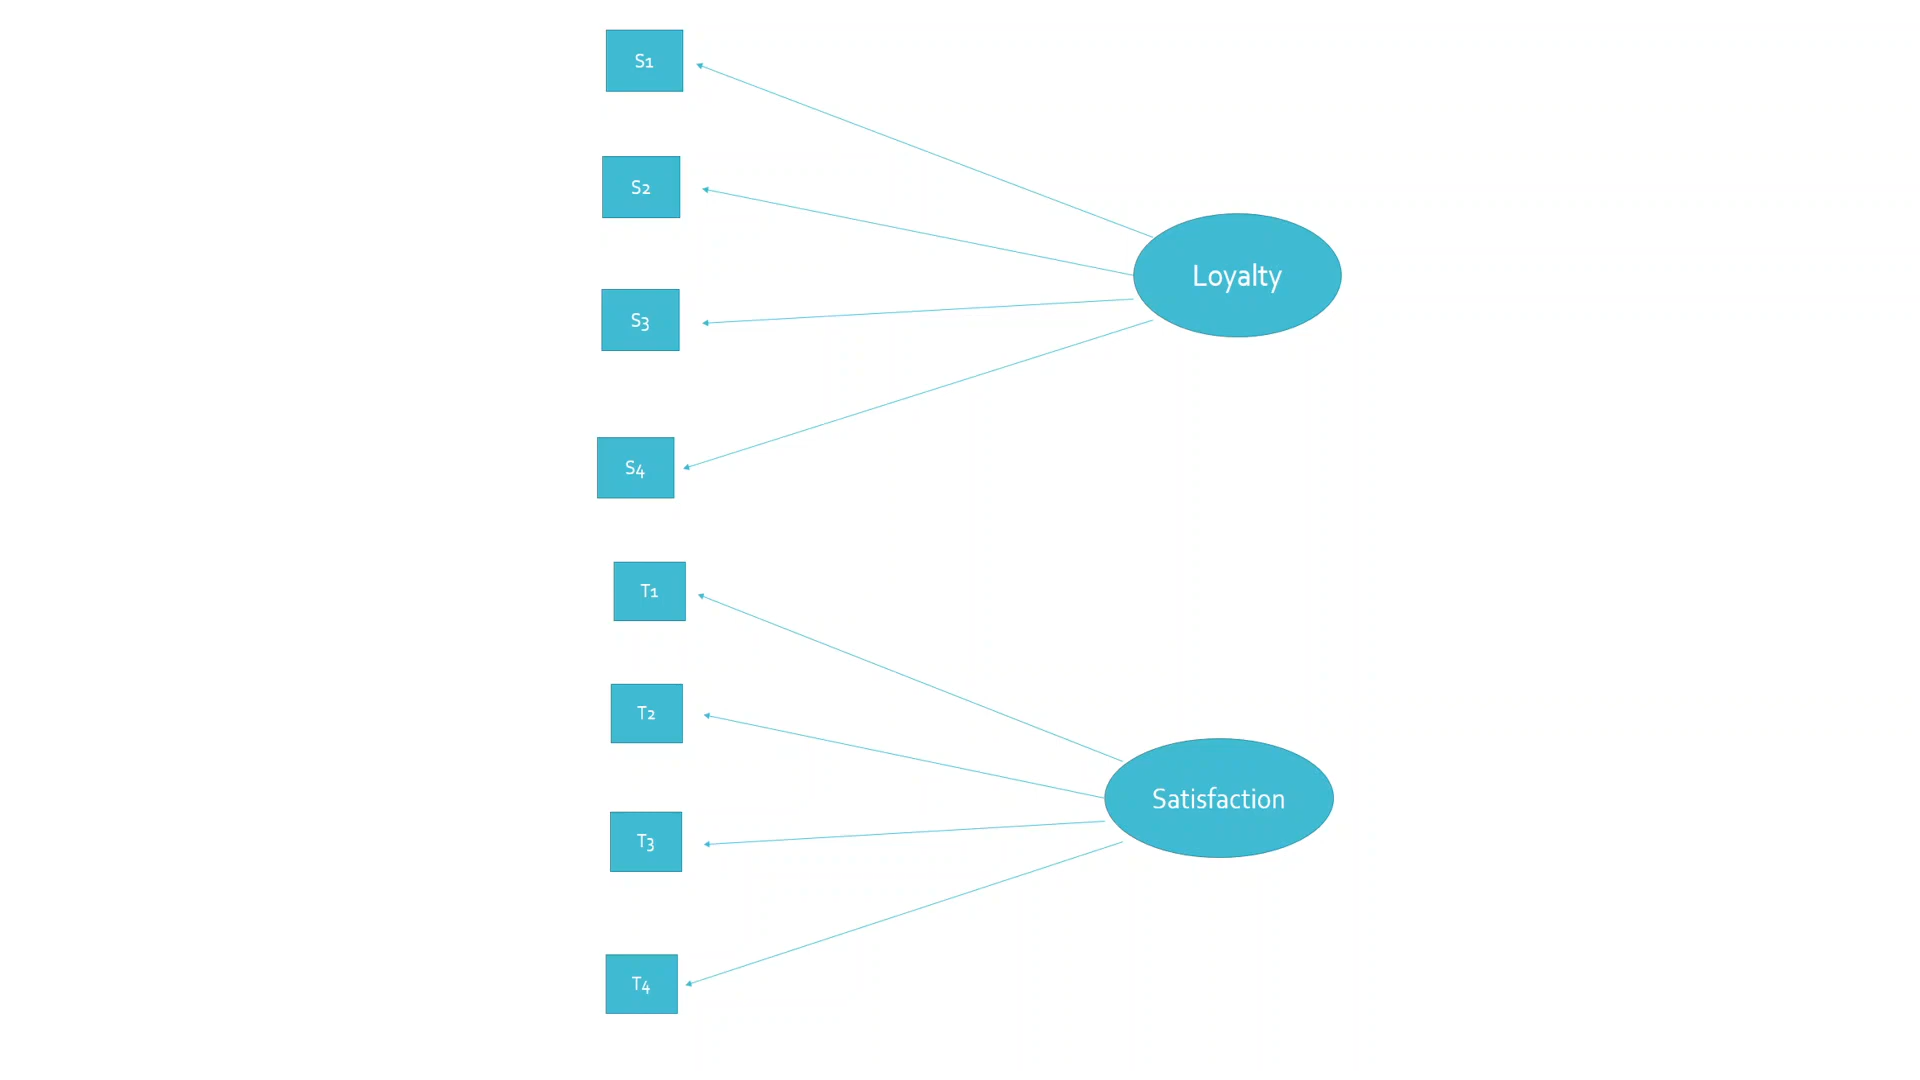 S1
S2
Loyalty
S3
S4
T1
T2
Satisfaction
T3
T4